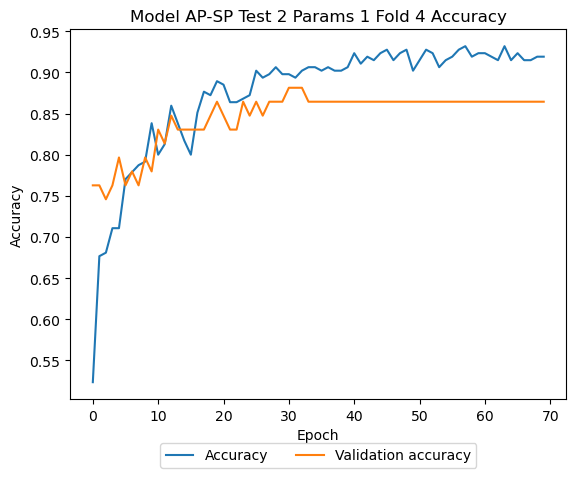 Model AP-SP Test 2 Params 1 Fold 4 Accuracy
0.95
0.90
0.85
0.80
0.75
0.70
0.65
0.60
0.55
Accuracy
0 10 20 30 40 50 60 70
Epoch
Accuracy Validation accuracy